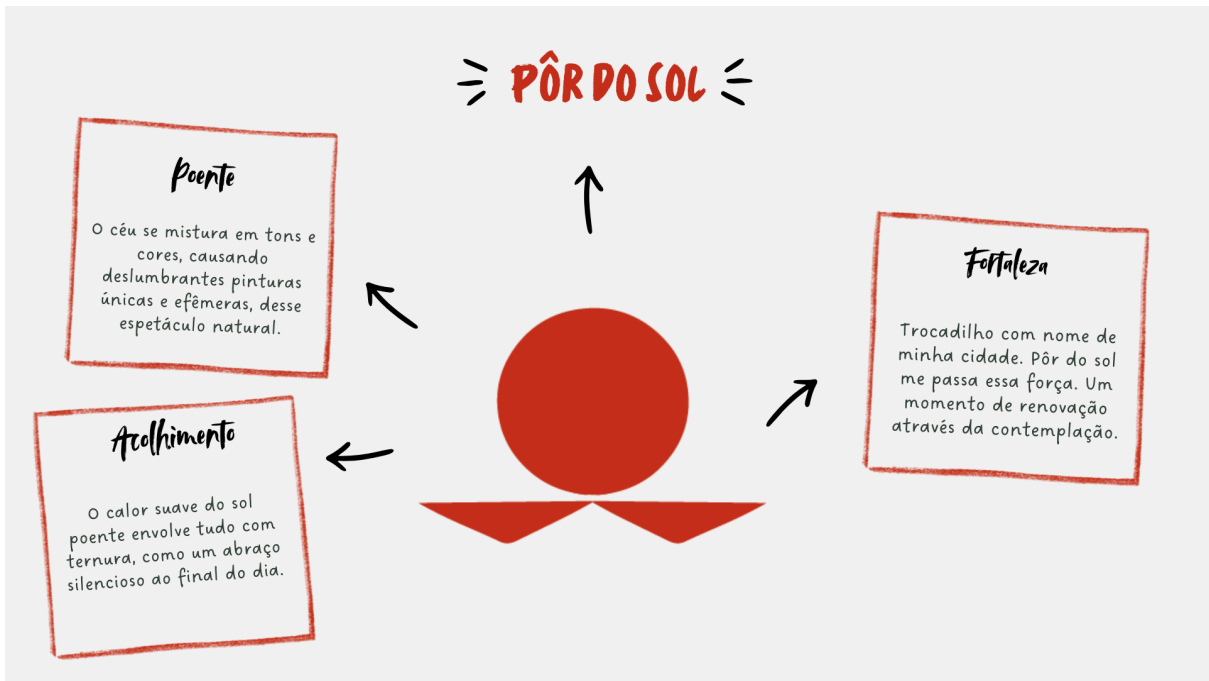 PÔR DO SOL
Poente
O céu se mistura em tons e
cores, causando
deslumbrantes pinturas
únicas e efêmeras, desse
espetáculo natural.
Acolhimento
O calor suave do sol
poente envolve tudo com
ternura, como um abraço
silencioso ao final do dia.
Fortaleza
Trocadilho com nome de
minha cidade. Pôr do sol
me passa essa força. Um
momento de renovação
através da contemplação.